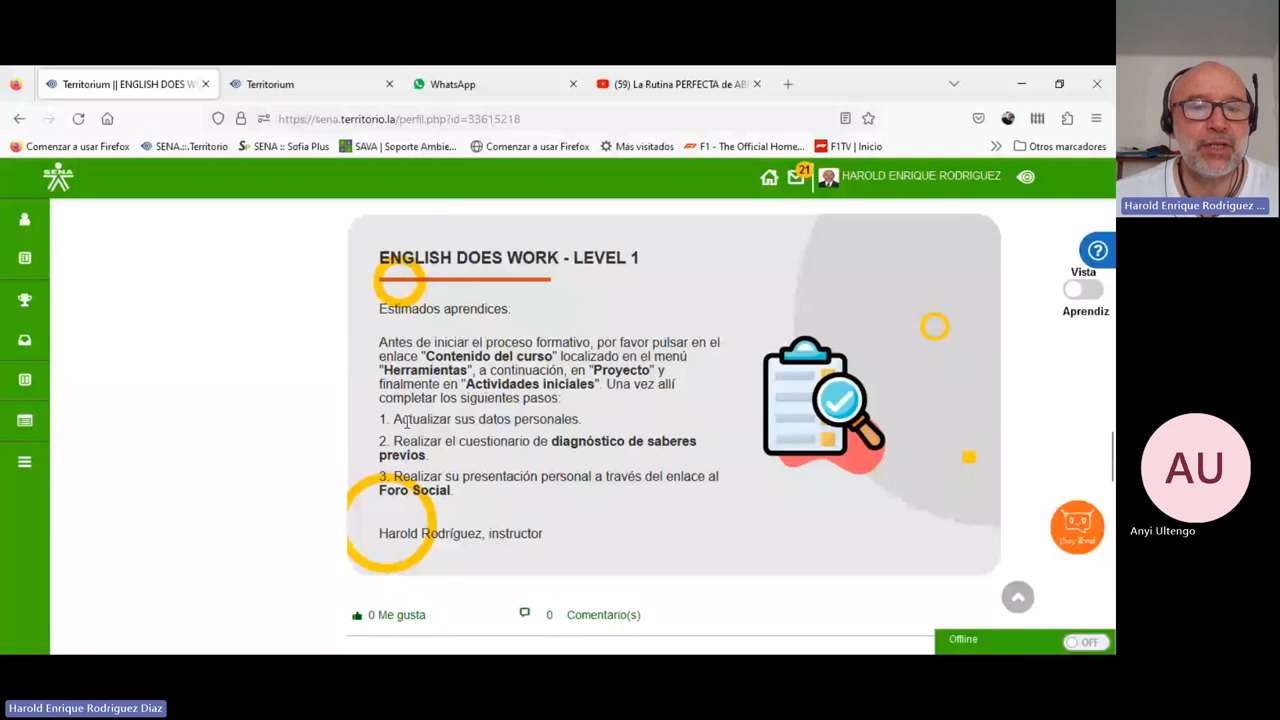 Territorium || ENGLISH DOES W
Territorium
WhatsApp
(59) La Rutina PERFECTA de AB
https://sena.territorio.la/perfil.php?id=33615218
Comenzar a usar Firefox
SENA.::.Territorio
SENA :: Sofia Plus
SAVA | Soporte Ambie...
Comenzar a usar Firefox
Más visitados
F1 - The Official Home...
F1TV | Inicio
Otros marcadores
SENA
21
HAROLD ENRIQUE RODRIGUEZ
Harold Enrique Rodriguez ...
ENGLISH DOES WORK - LEVEL 1
Estimados aprendices:
Antes de iniciar el proceso formativo, por favor pulsar en el
enlace "Contenido del curso" localizado en el menú
"Herramientas", a continuación, en "Proyecto" y
finalmente en "Actividades iniciales". Una vez allí
completar los siguientes pasos:
1. Actualizar sus datos personales.
2. Realizar el cuestionario de diagnóstico de saberes
previos.
3. Realizar su presentación personal a través del enlace al
Foro Social.
Harold Rodríguez, instructor
?
Vista
Aprendiz
AU
Anyi Ultengo
¡Soy Eva!
0 Me gusta
0 Comentario(s)
Offline
OFF
Harold Enrique Rodriguez Diaz